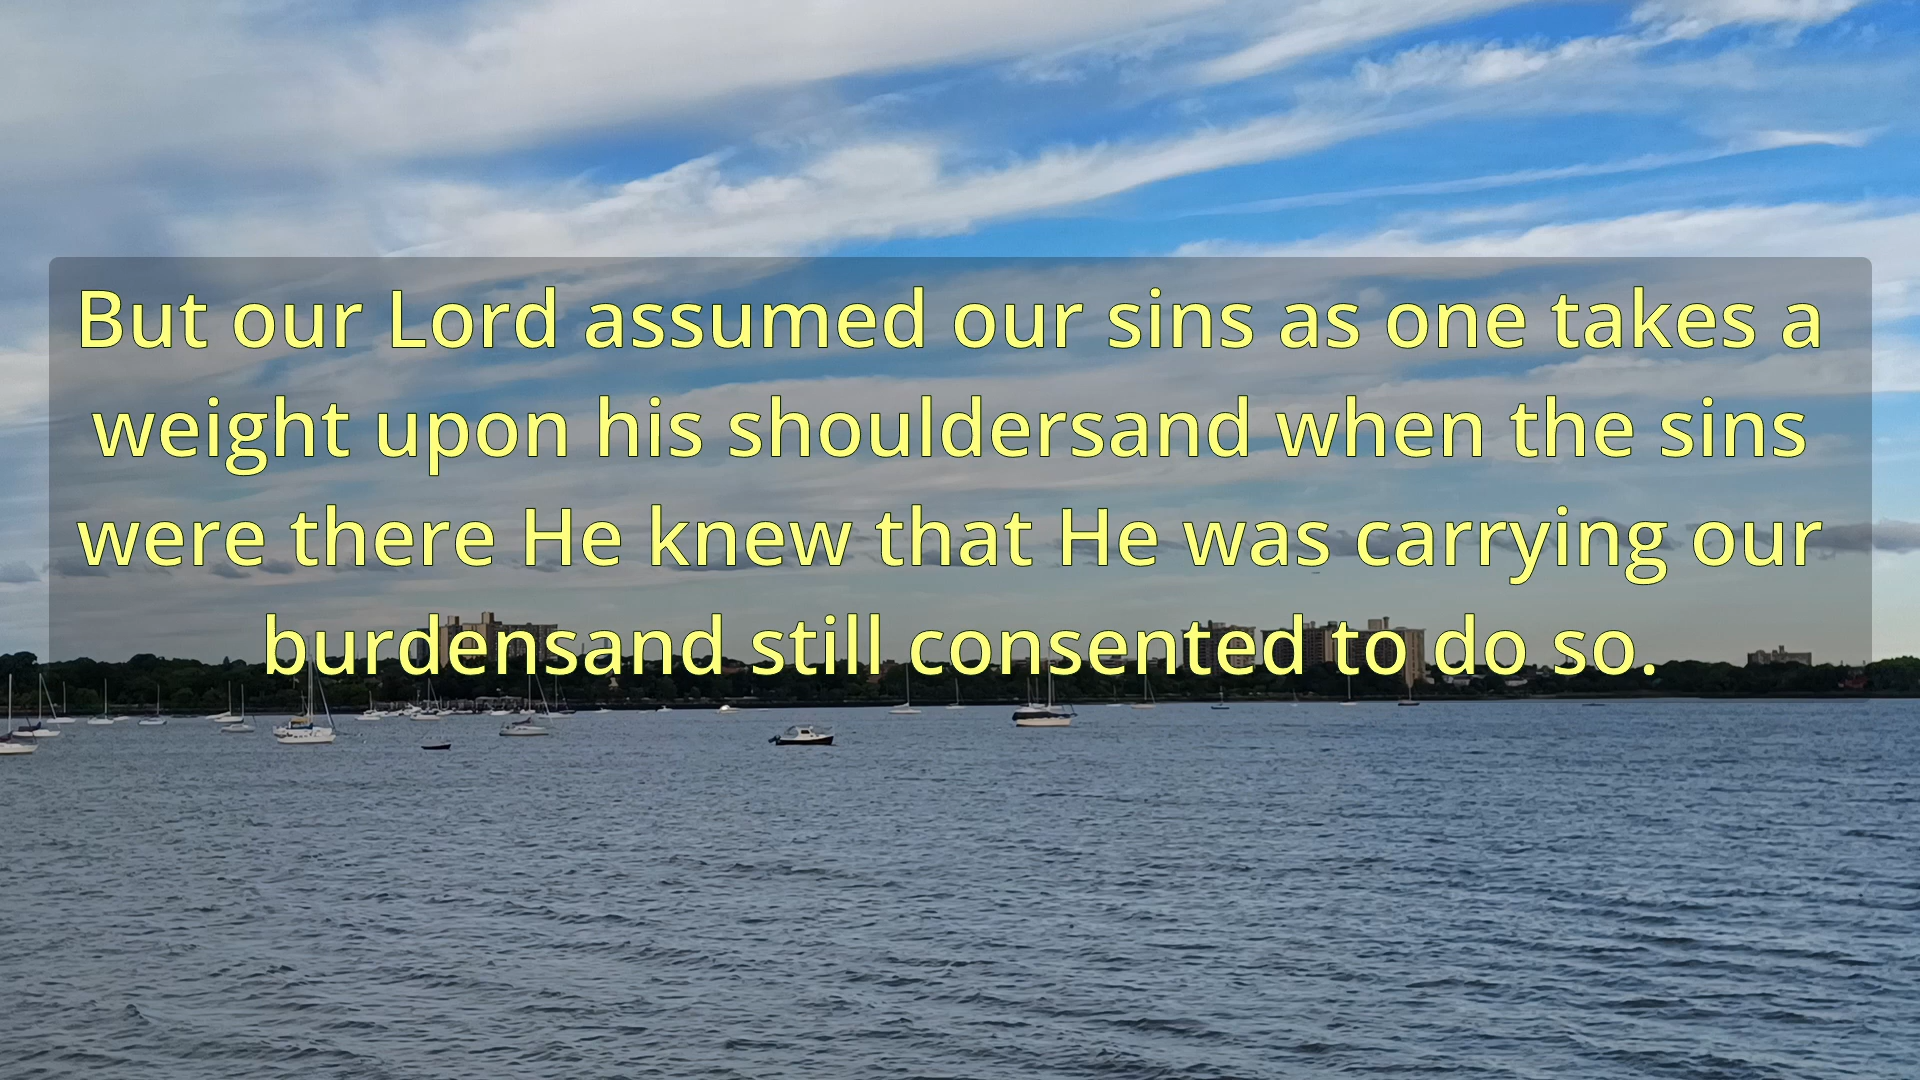 But our Lord assumed our sins as one takes a
weight upon his shouldersand when the sins
were there He knew that He was carrying our
burdensand still consented to do so.